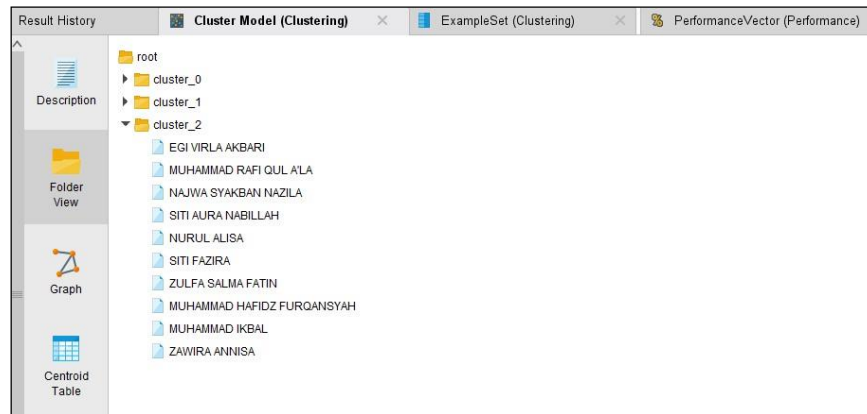 Result History
Cluster Model (Clustering)
ExampleSet (Clustering)
PerformanceVector (Performance)
Description
Folder
View
Graph
Centroid
Table
root
cluster_0
cluster_1
cluster_2
EGI VIRLA AKBARI
MUHAMMAD RAFI QUL A'LA
NAJWA SYAKBAN NAZILA
SITI AURA NABILLAH
NURUL ALISA
SITI FAZIRA
ZULFA SALMA FATIN
MUHAMMAD HAFIDZ FURQANSYAH
MUHAMMAD IKBAL
ZAWIRA ANNISA